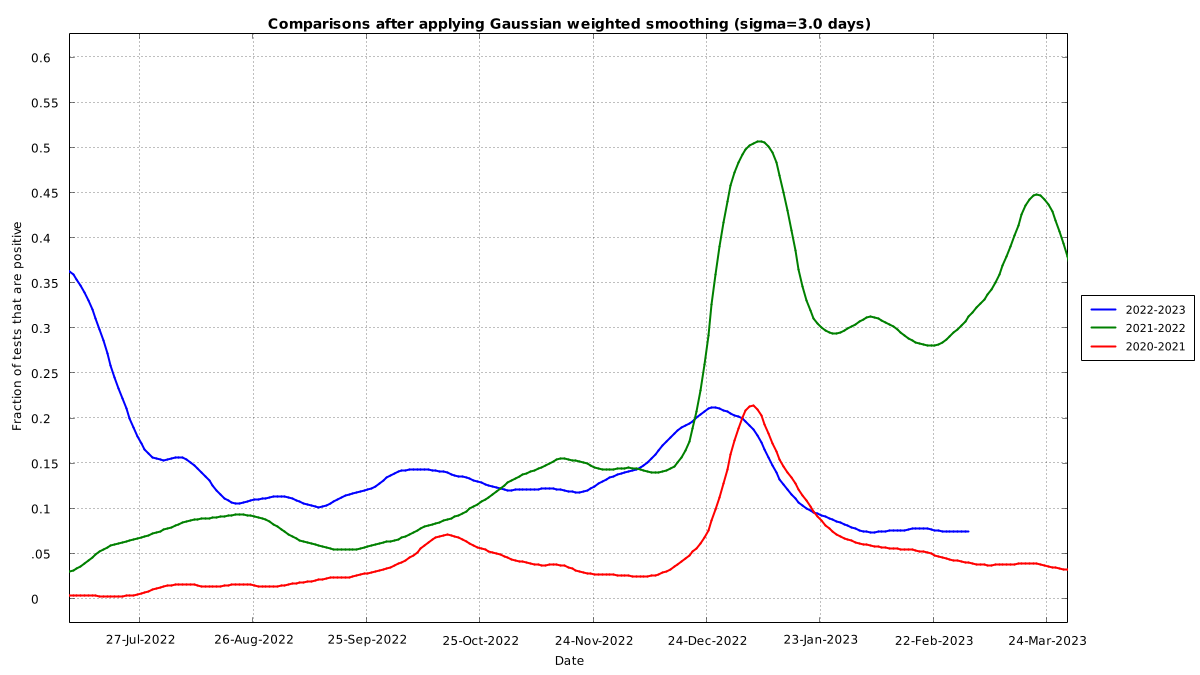 Comparisons after applying Gaussian weighted smoothing (sigma=3.0 days)
0.6
0.55
0.5
0.45
0.4
0.35
0.3
0.25
0.2
0.15
0.1
.05
0
Fraction of tests that are positive
27-Jul-2022
26-Aug-2022
25-Sep-2022
25-Oct-2022
24-Nov-2022
24-Dec-2022
23-Jan-2023
22-Feb-2023
24-Mar-2023
Date
2022-2023
2021-2022
2020-2021